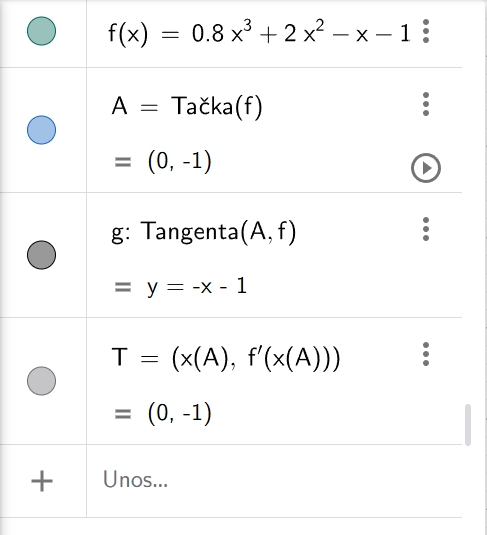 f(x) = 0.8 x³ + 2 x² − x − 1
A = Tačka(f)
= (0, -1)
g: Tangenta(A, f)
= y = -x - 1
T = (x(A), f′(x(A)))
= (0, -1)
+ Unos...